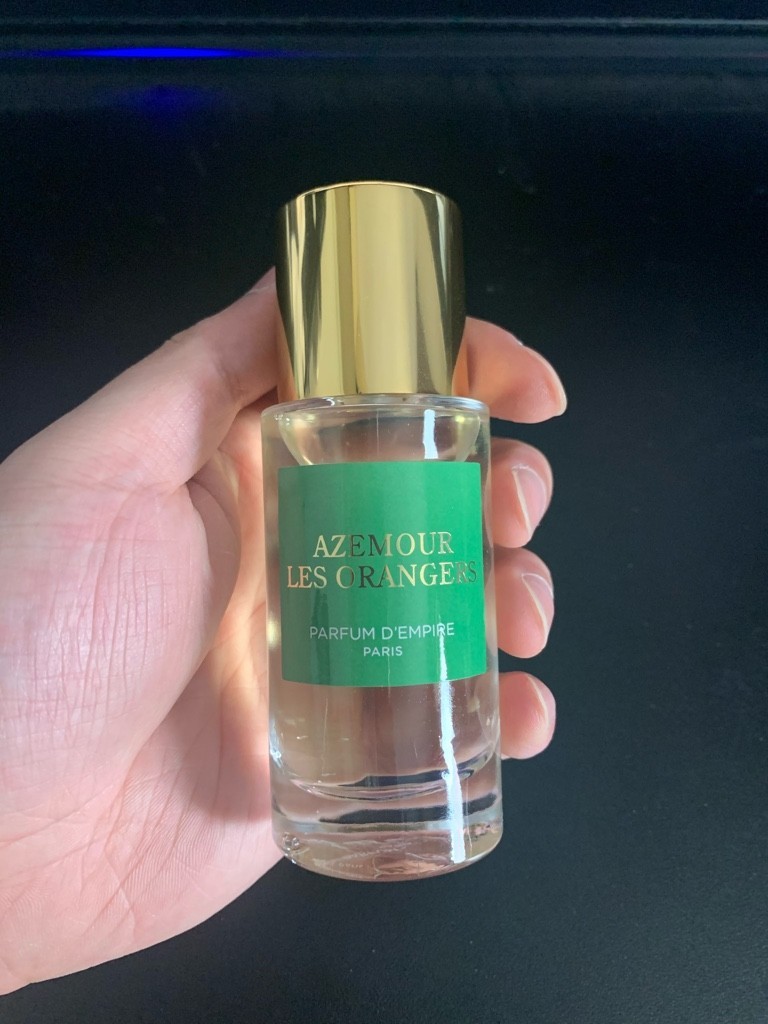 AZEMOUR
LES ORANGERS
PARFUM D'EMPIRE
PARIS